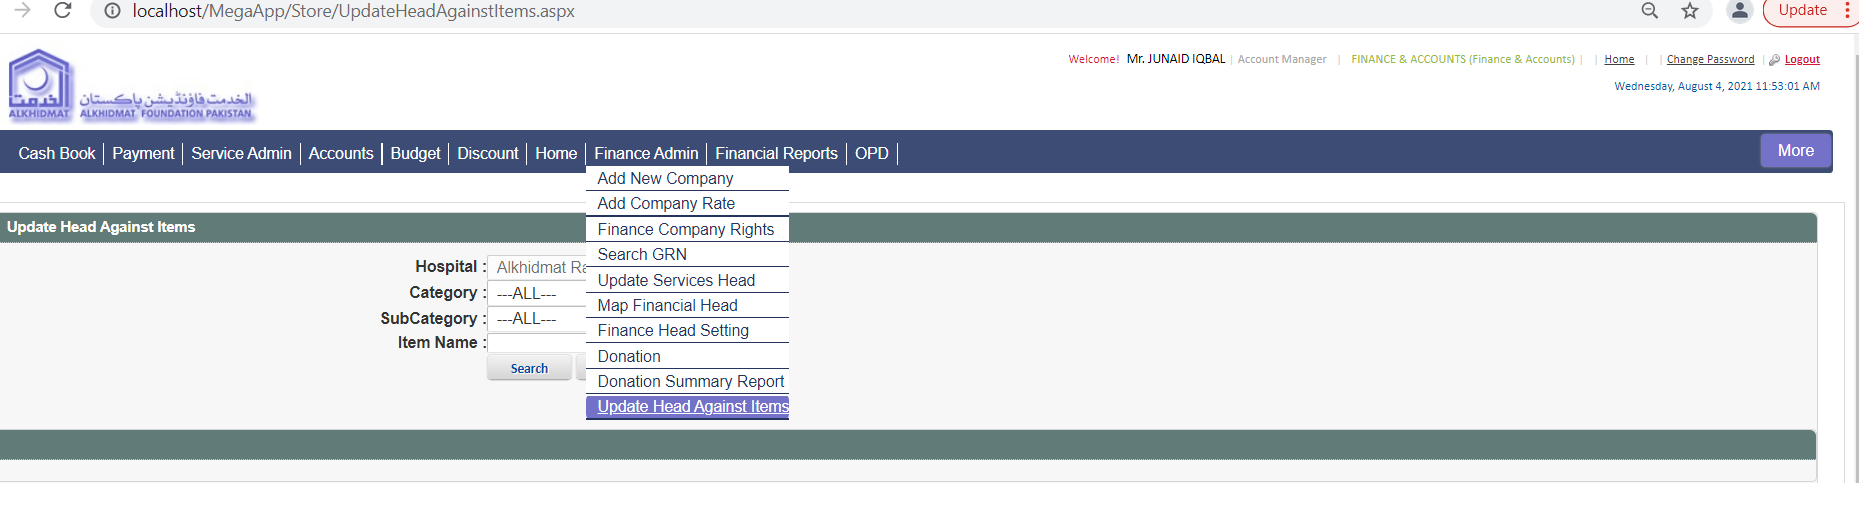 localhost/MegaApp/Store/UpdateHeadAgainstItems.aspx
Update
الخدمت
ALKHIDMAT
الخدمت فاؤنڈیشن پاکستان
ALKHIDMAT FOUNDATION PAKISTAN
Welcome! Mr. JUNAID IQBAL | Account Manager | FINANCE & ACCOUNTS (Finance & Accounts) | | Home | | Change Password | Logout
Wednesday, August 4, 2021 11:53:01 AM
Cash Book | Payment | Service Admin | Accounts | Budget | Discount | Home | Finance Admin | Financial Reports | OPD |
More
Add New Company
Add Company Rate
Finance Company Rights
Search GRN
Update Services Head
Map Financial Head
Finance Head Setting
Donation
Donation Summary Report
Update Head Against Items
Update Head Against Items
Hospital : Alkhidmat Ra
Category : ---ALL---
SubCategory : ---ALL---
Item Name :
Search